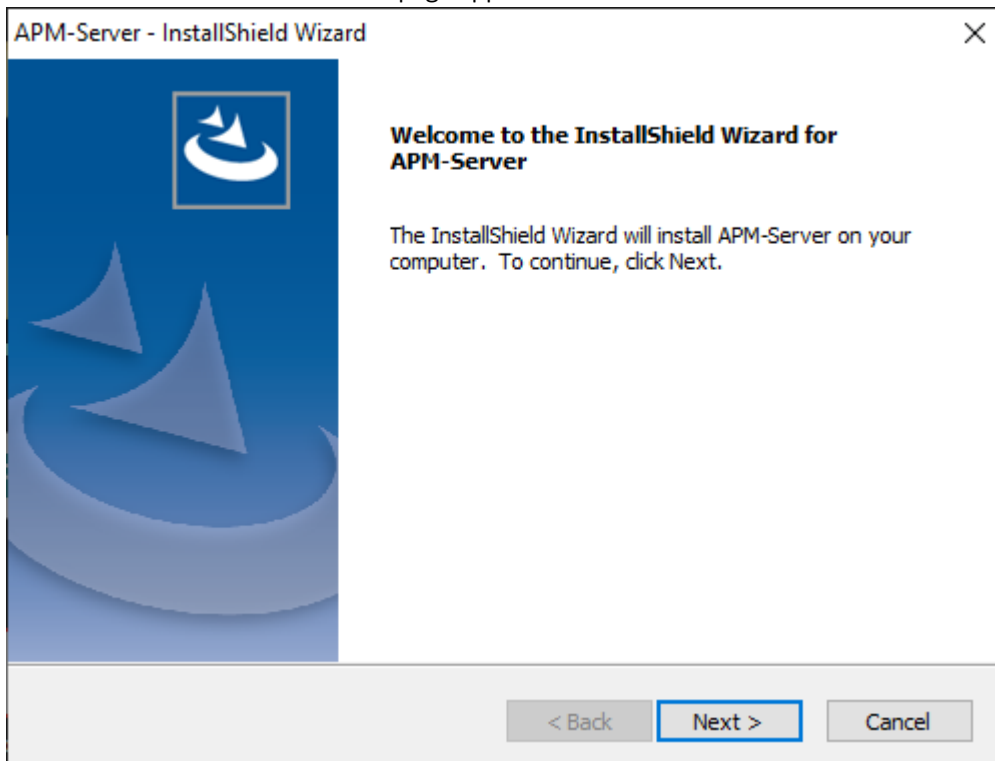 APM-Server - InstallShield Wizard
Welcome to the InstallShield Wizard for
APM-Server
The InstallShield Wizard will install APM-Server on your
computer. To continue, click Next.
< Back Next > Cancel